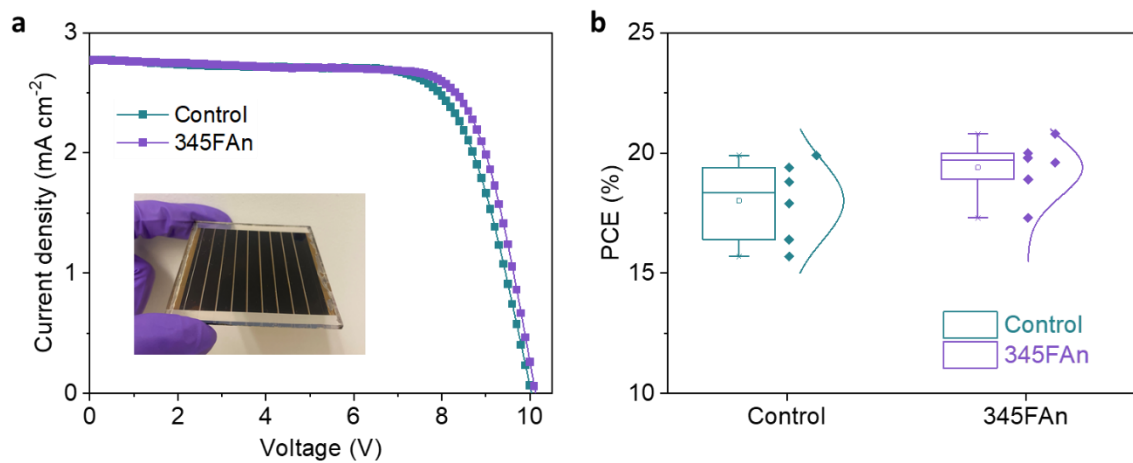 a
3
2
1
0
Current density (mA cm⁻²)
Control
345FAn
0
2
4
6
8
10
Voltage (V)
b
25
20
15
10
PCE (%)
Control
345FAn
Control
345FAn